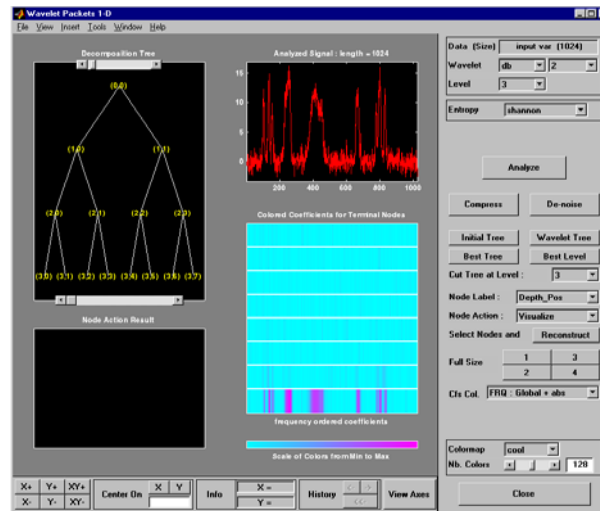 Wavelet Packets 1-D
File View Insert Tools Window Help
Decomposition Tree
(0,0)
(1,0) (1,1)
(2,0) (2,1) (2,2) (2,3)
(3,0) (3,1) (3,2) (3,3) (3,4) (3,5) (3,6) (3,7)
Node Action Result
Analyzed Signal : length = 1024
15
10
5
0
200 400 600 800 1000
Colored Coefficients for Terminal Nodes
frequency ordered coefficients
Scale of Colors from Min to Max
Data (Size) input var (1024)
Wavelet db 2
Level 3
Entropy shannon
Analyze
Compress De-noise
Initial Tree Wavelet Tree
Best Tree Best Level
Cut Tree at Level : 3
Node Label : Depth_Pos
Node Action : Visualize
Select Nodes and Reconstruct
Full Size 1 3
2 4
Cfs Col. FRQ : Global + abs
Colormap cool
Nb. Colors 128
Close
X+ Y+ XY+
X- Y- XY-
Center On X Y
Info X =
Y =
History <- ->
<<-
View Axes